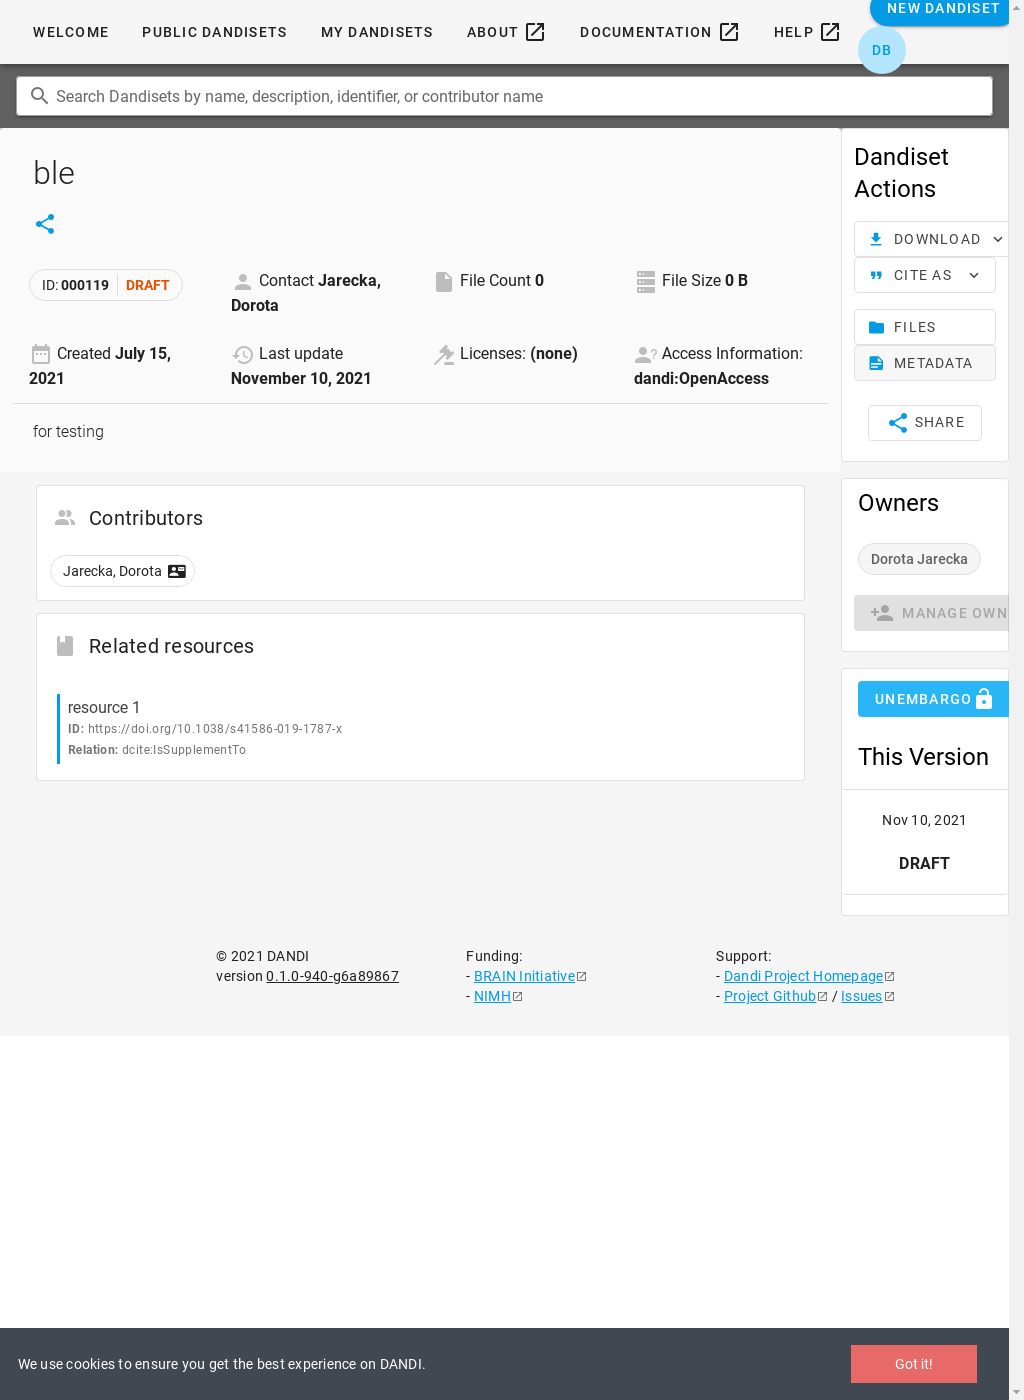 WELCOME
PUBLIC DANDISETS
MY DANDISETS
ABOUT
DOCUMENTATION
HELP
NEW DANDISET
DB
Search Dandisets by name, description, identifier, or contributor name
ble
ID: 000119 DRAFT
Contact Jarecka,
Dorota
File Count 0
File Size 0 B
Created July 15,
2021
Last update
November 10, 2021
Licenses: (none)
Access Information:
dandi:OpenAccess
for testing
Contributors
Jarecka, Dorota
Related resources
resource 1
ID: https://doi.org/10.1038/s41586-019-1787-x
Relation: dcite:IsSupplementTo
Dandiset
Actions
DOWNLOAD
CITE AS
FILES
METADATA
SHARE
Owners
Dorota Jarecka
MANAGE OWN
UNEMBARGO
This Version
Nov 10, 2021
DRAFT
© 2021 DANDI
version 0.1.0-940-g6a89867
Funding:
- BRAIN Initiative
- NIMH
Support:
- Dandi Project Homepage
- Project Github / Issues
We use cookies to ensure you get the best experience on DANDI.
Got it!